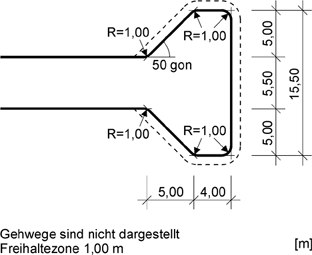 R=1,00
R=1,00
50 gon
5,00
5,50
15,50
R=1,00
R=1,00
5,00
5,00
4,00
Gehwege sind nicht dargestellt
Freihaltezone 1,00 m
[m]